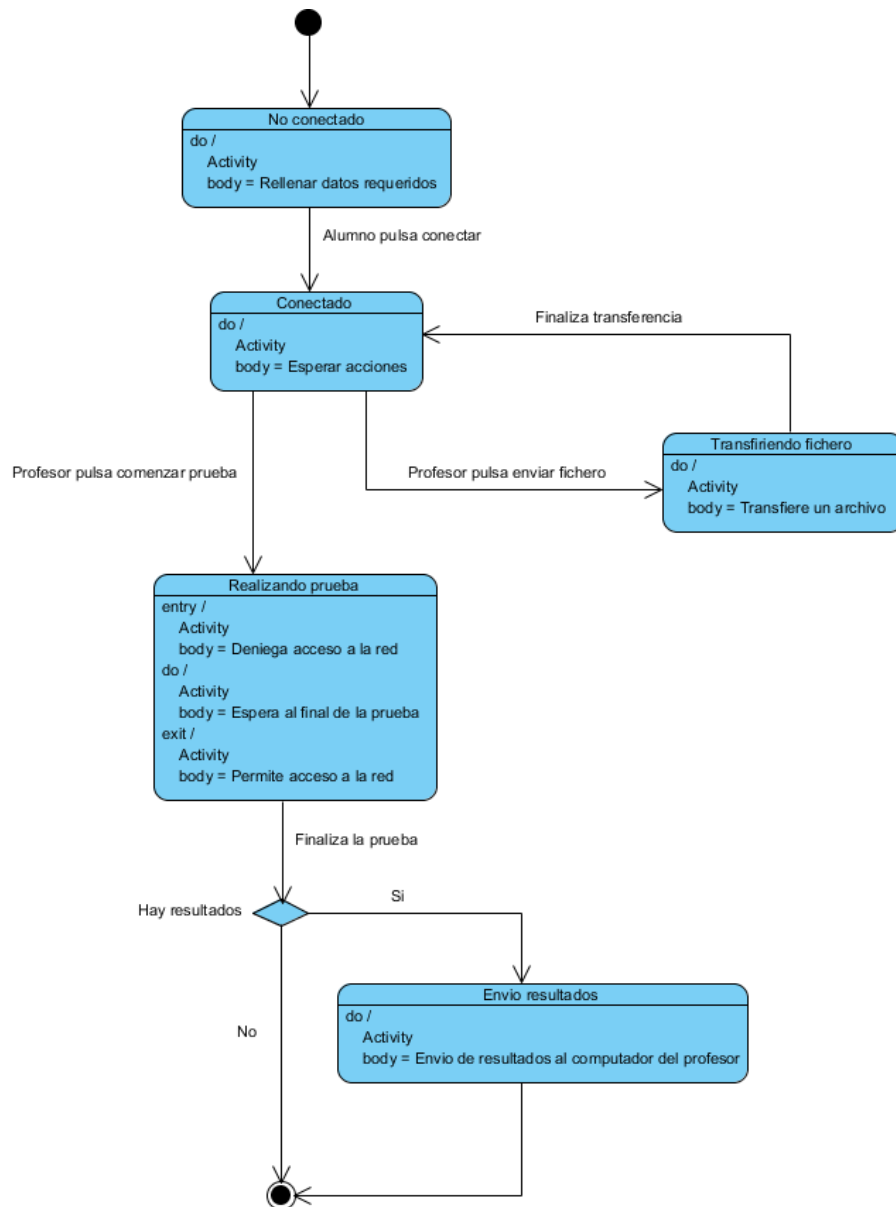 No conectado
do /
Activity
body = Rellenar datos requeridos
Alumno pulsa conectar
Conectado
do /
Activity
body = Esperar acciones
Finaliza transferencia
Profesor pulsa comenzar prueba
Profesor pulsa enviar fichero
Transfiriendo fichero
do /
Activity
body = Transfiere un archivo
Realizando prueba
entry /
Activity
body = Deniega acceso a la red
do /
Activity
body = Espera al final de la prueba
exit /
Activity
body = Permite acceso a la red
Finaliza la prueba
Hay resultados
Si
No
Envio resultados
do /
Activity
body = Envio de resultados al computador del profesor